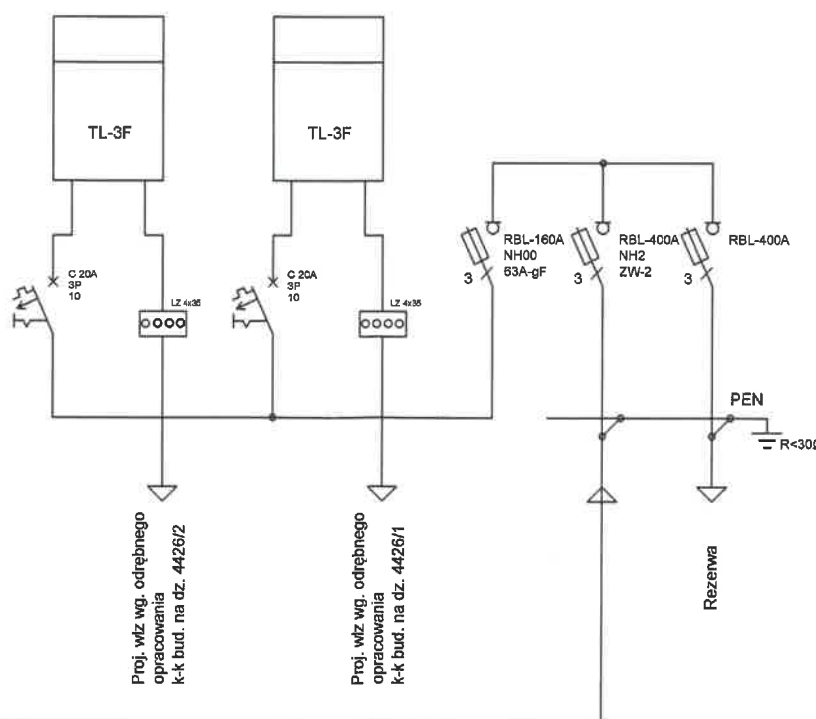 TL-3F
TL-3F
C 20A
3P
10
LZ 4x35
C 20A
3P
10
LZ 4x35
3
RBL-160A
NH00
63A-gF
3
RBL-400A
NH2
ZW-2
3
RBL-400A
PEN
R<30Ω
Proj. wlz wg. odrębnego
opracowania
k-k bud. na dz. 4426/2
Proj. wlz wg. odrębnego
opracowania
k-k bud. na dz. 4426/1
Rezerwa